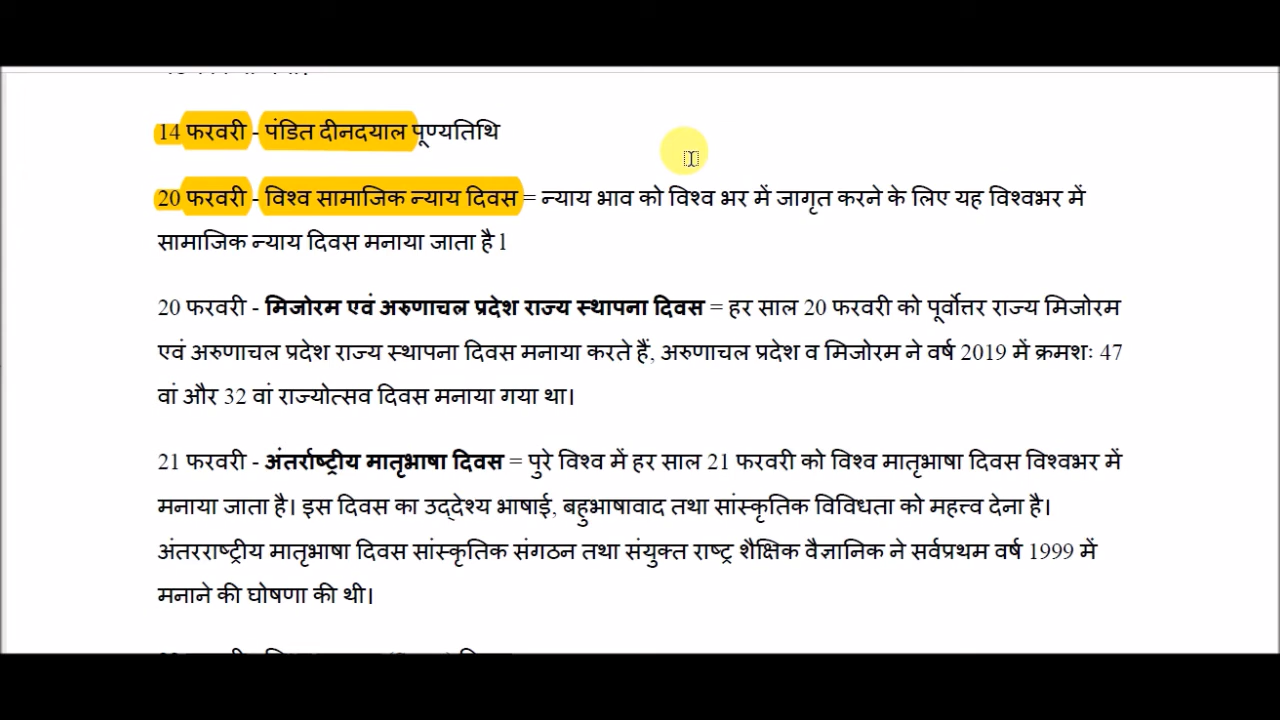 14 फरवरी - पंडित दीनदयाल पूण्यतिथि
20 फरवरी - विश्व सामाजिक न्याय दिवस = न्याय भाव को विश्व भर में जागृत करने के लिए यह विश्वभर में
सामाजिक न्याय दिवस मनाया जाता है l
20 फरवरी - मिजोरम एवं अरुणाचल प्रदेश राज्य स्थापना दिवस = हर साल 20 फरवरी को पूर्वोत्तर राज्य मिजोरम
एवं अरुणाचल प्रदेश राज्य स्थापना दिवस मनाया करते हैं, अरुणाचल प्रदेश व मिजोरम ने वर्ष 2019 में क्रमशः 47
वां और 32 वां राज्योत्सव दिवस मनाया गया था।
21 फरवरी - अंतर्राष्ट्रीय मातृभाषा दिवस = पुरे विश्व में हर साल 21 फरवरी को विश्व मातृभाषा दिवस विश्वभर में
मनाया जाता है। इस दिवस का उद्देश्य भाषाई, बहुभाषावाद तथा सांस्कृतिक विविधता को महत्त्व देना है।
अंतरराष्ट्रीय मातृभाषा दिवस सांस्कृतिक संगठन तथा संयुक्त राष्ट्र शैक्षिक वैज्ञानिक ने सर्वप्रथम वर्ष 1999 में
मनाने की घोषणा की थी।